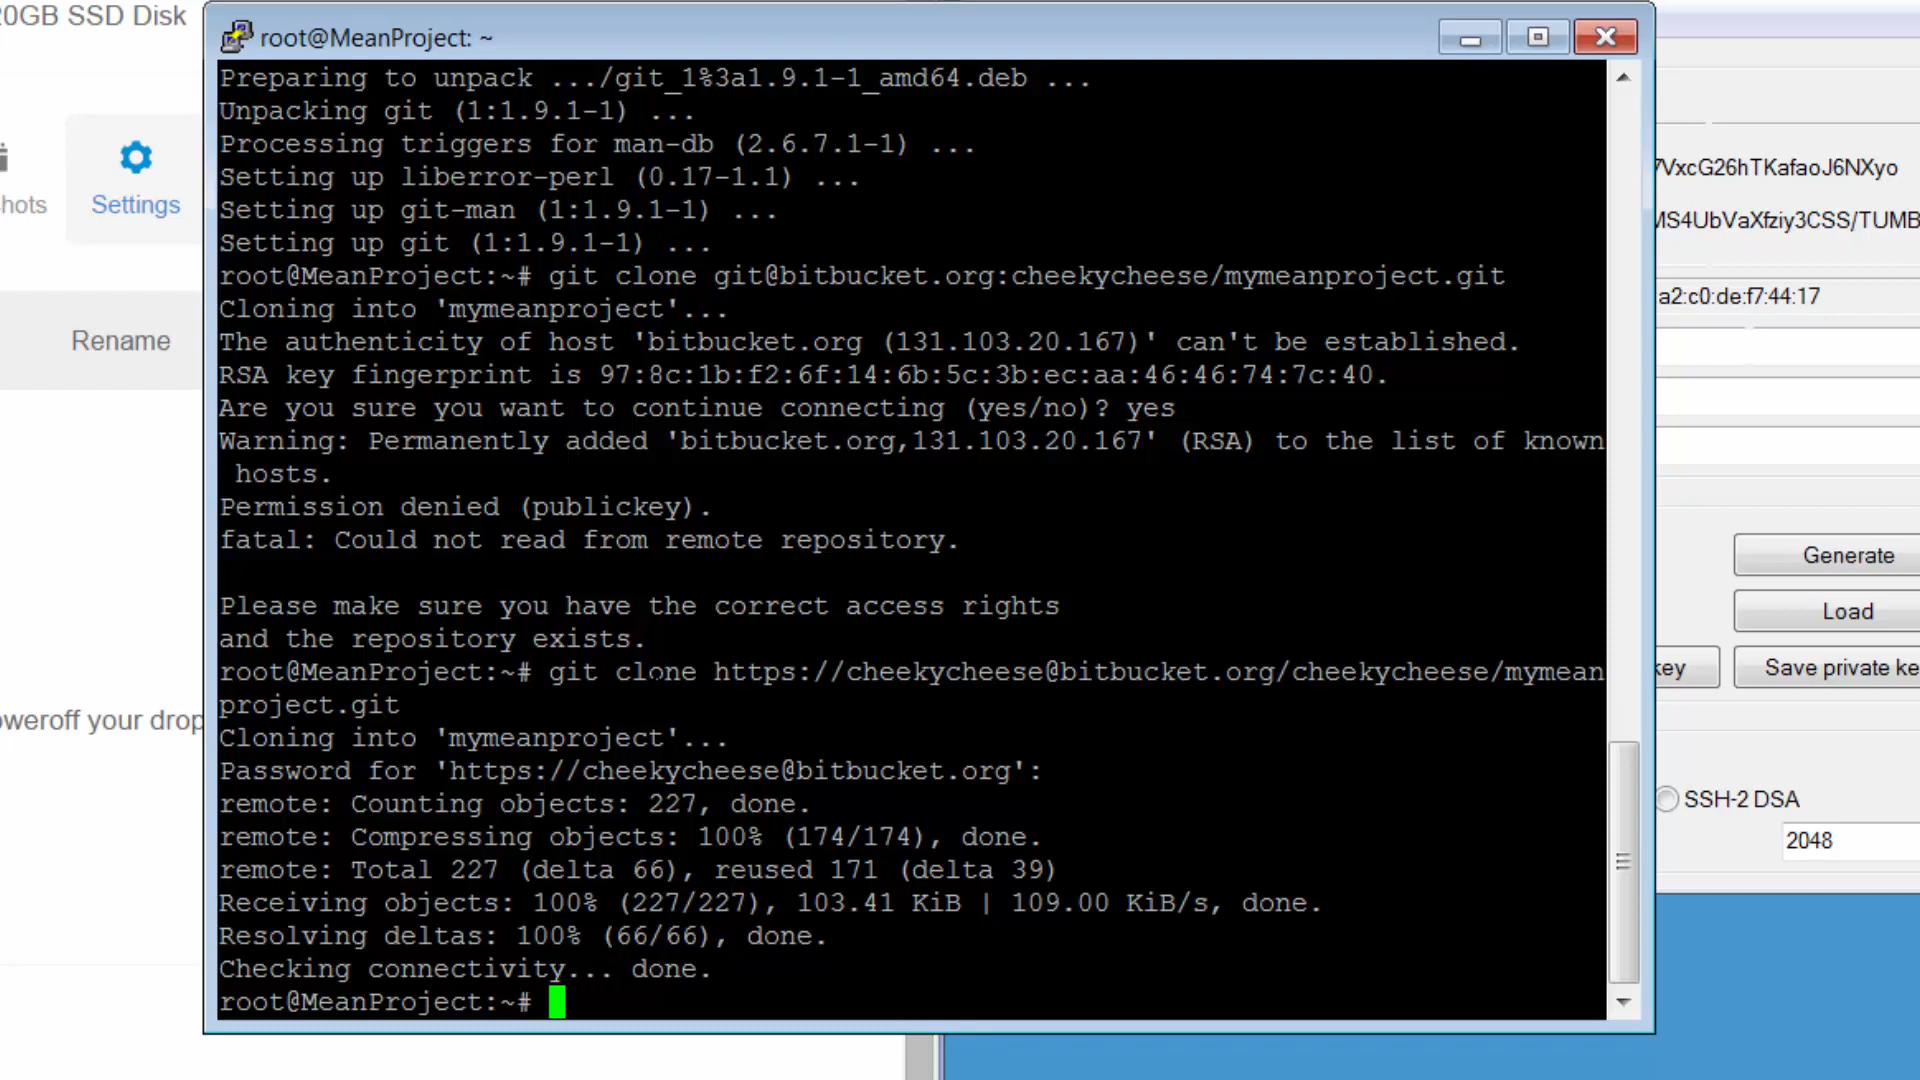 20GB SSD Disk
root@MeanProject: ~
Preparing to unpack .../git_1%3a1.9.1-1_amd64.deb ...
Unpacking git (1:1.9.1-1) ...
Processing triggers for man-db (2.6.7.1-1) ...
Setting up liberror-perl (0.17-1.1) ...
Setting up git-man (1:1.9.1-1) ...
Setting up git (1:1.9.1-1) ...
root@MeanProject:~# git clone git@bitbucket.org:cheekycheese/mymeanproject.git
Cloning into 'mymeanproject'...
The authenticity of host 'bitbucket.org (131.103.20.167)' can't be established.
RSA key fingerprint is 97:8c:1b:f2:6f:14:6b:5c:3b:ec:aa:46:46:74:7c:40.
Are you sure you want to continue connecting (yes/no)? yes
Warning: Permanently added 'bitbucket.org,131.103.20.167' (RSA) to the list of known
hosts.
Permission denied (publickey).
fatal: Could not read from remote repository.
Please make sure you have the correct access rights
and the repository exists.
root@MeanProject:~# git clone https://cheekycheese@bitbucket.org/cheekycheese/mymean
project.git
Cloning into 'mymeanproject'...
Password for 'https://cheekycheese@bitbucket.org':
remote: Counting objects: 227, done.
remote: Compressing objects: 100% (174/174), done.
remote: Total 227 (delta 66), reused 171 (delta 39)
Receiving objects: 100% (227/227), 103.41 KiB | 109.00 KiB/s, done.
Resolving deltas: 100% (66/66), done.
Checking connectivity... done.
root@MeanProject:~#
hots
Settings
Rename
oweroff your drop
7VxcG26hTKafaoJ6NXyo
MS4UbVaXfziy3CSS/TUMB
a2:c0:de:f7:44:17
Generate
Load
key
Save private ke
SSH-2 DSA
2048